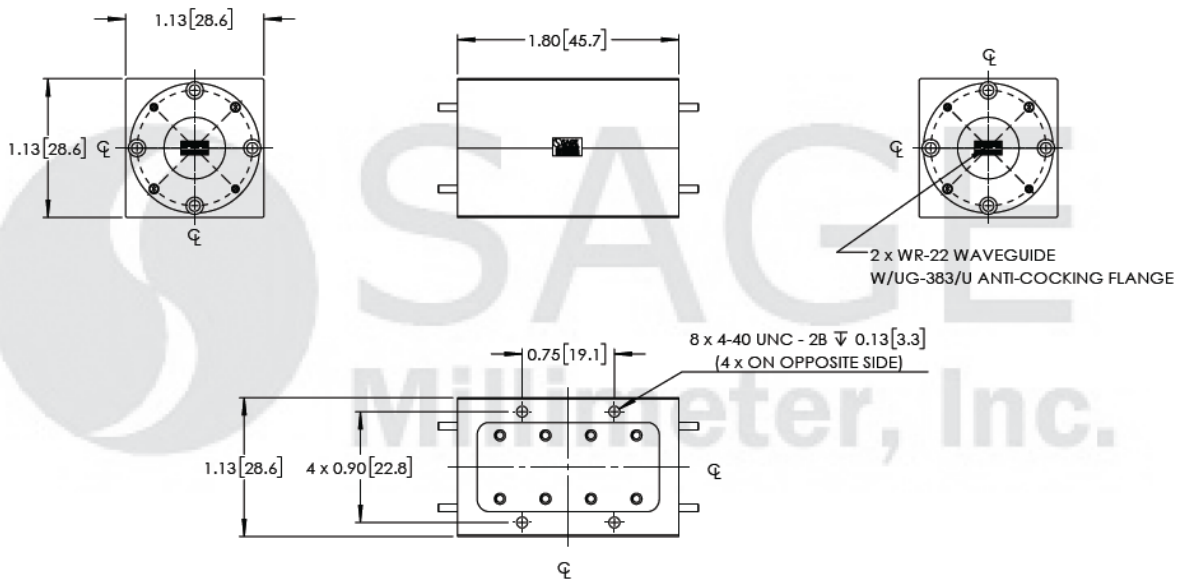 1.13[28.6]
1.80[45.7]
℄
1.13[28.6]
℄
℄
℄
2 x WR-22 WAVEGUIDE
W/UG-383/U ANTI-COCKING FLANGE
SAGE
Millimeter, Inc.
8 x 4-40 UNC - 2B ↧ 0.13[3.3]
(4 x ON OPPOSITE SIDE)
0.75[19.1]
1.13[28.6]
4 x 0.90[22.8]
℄
℄